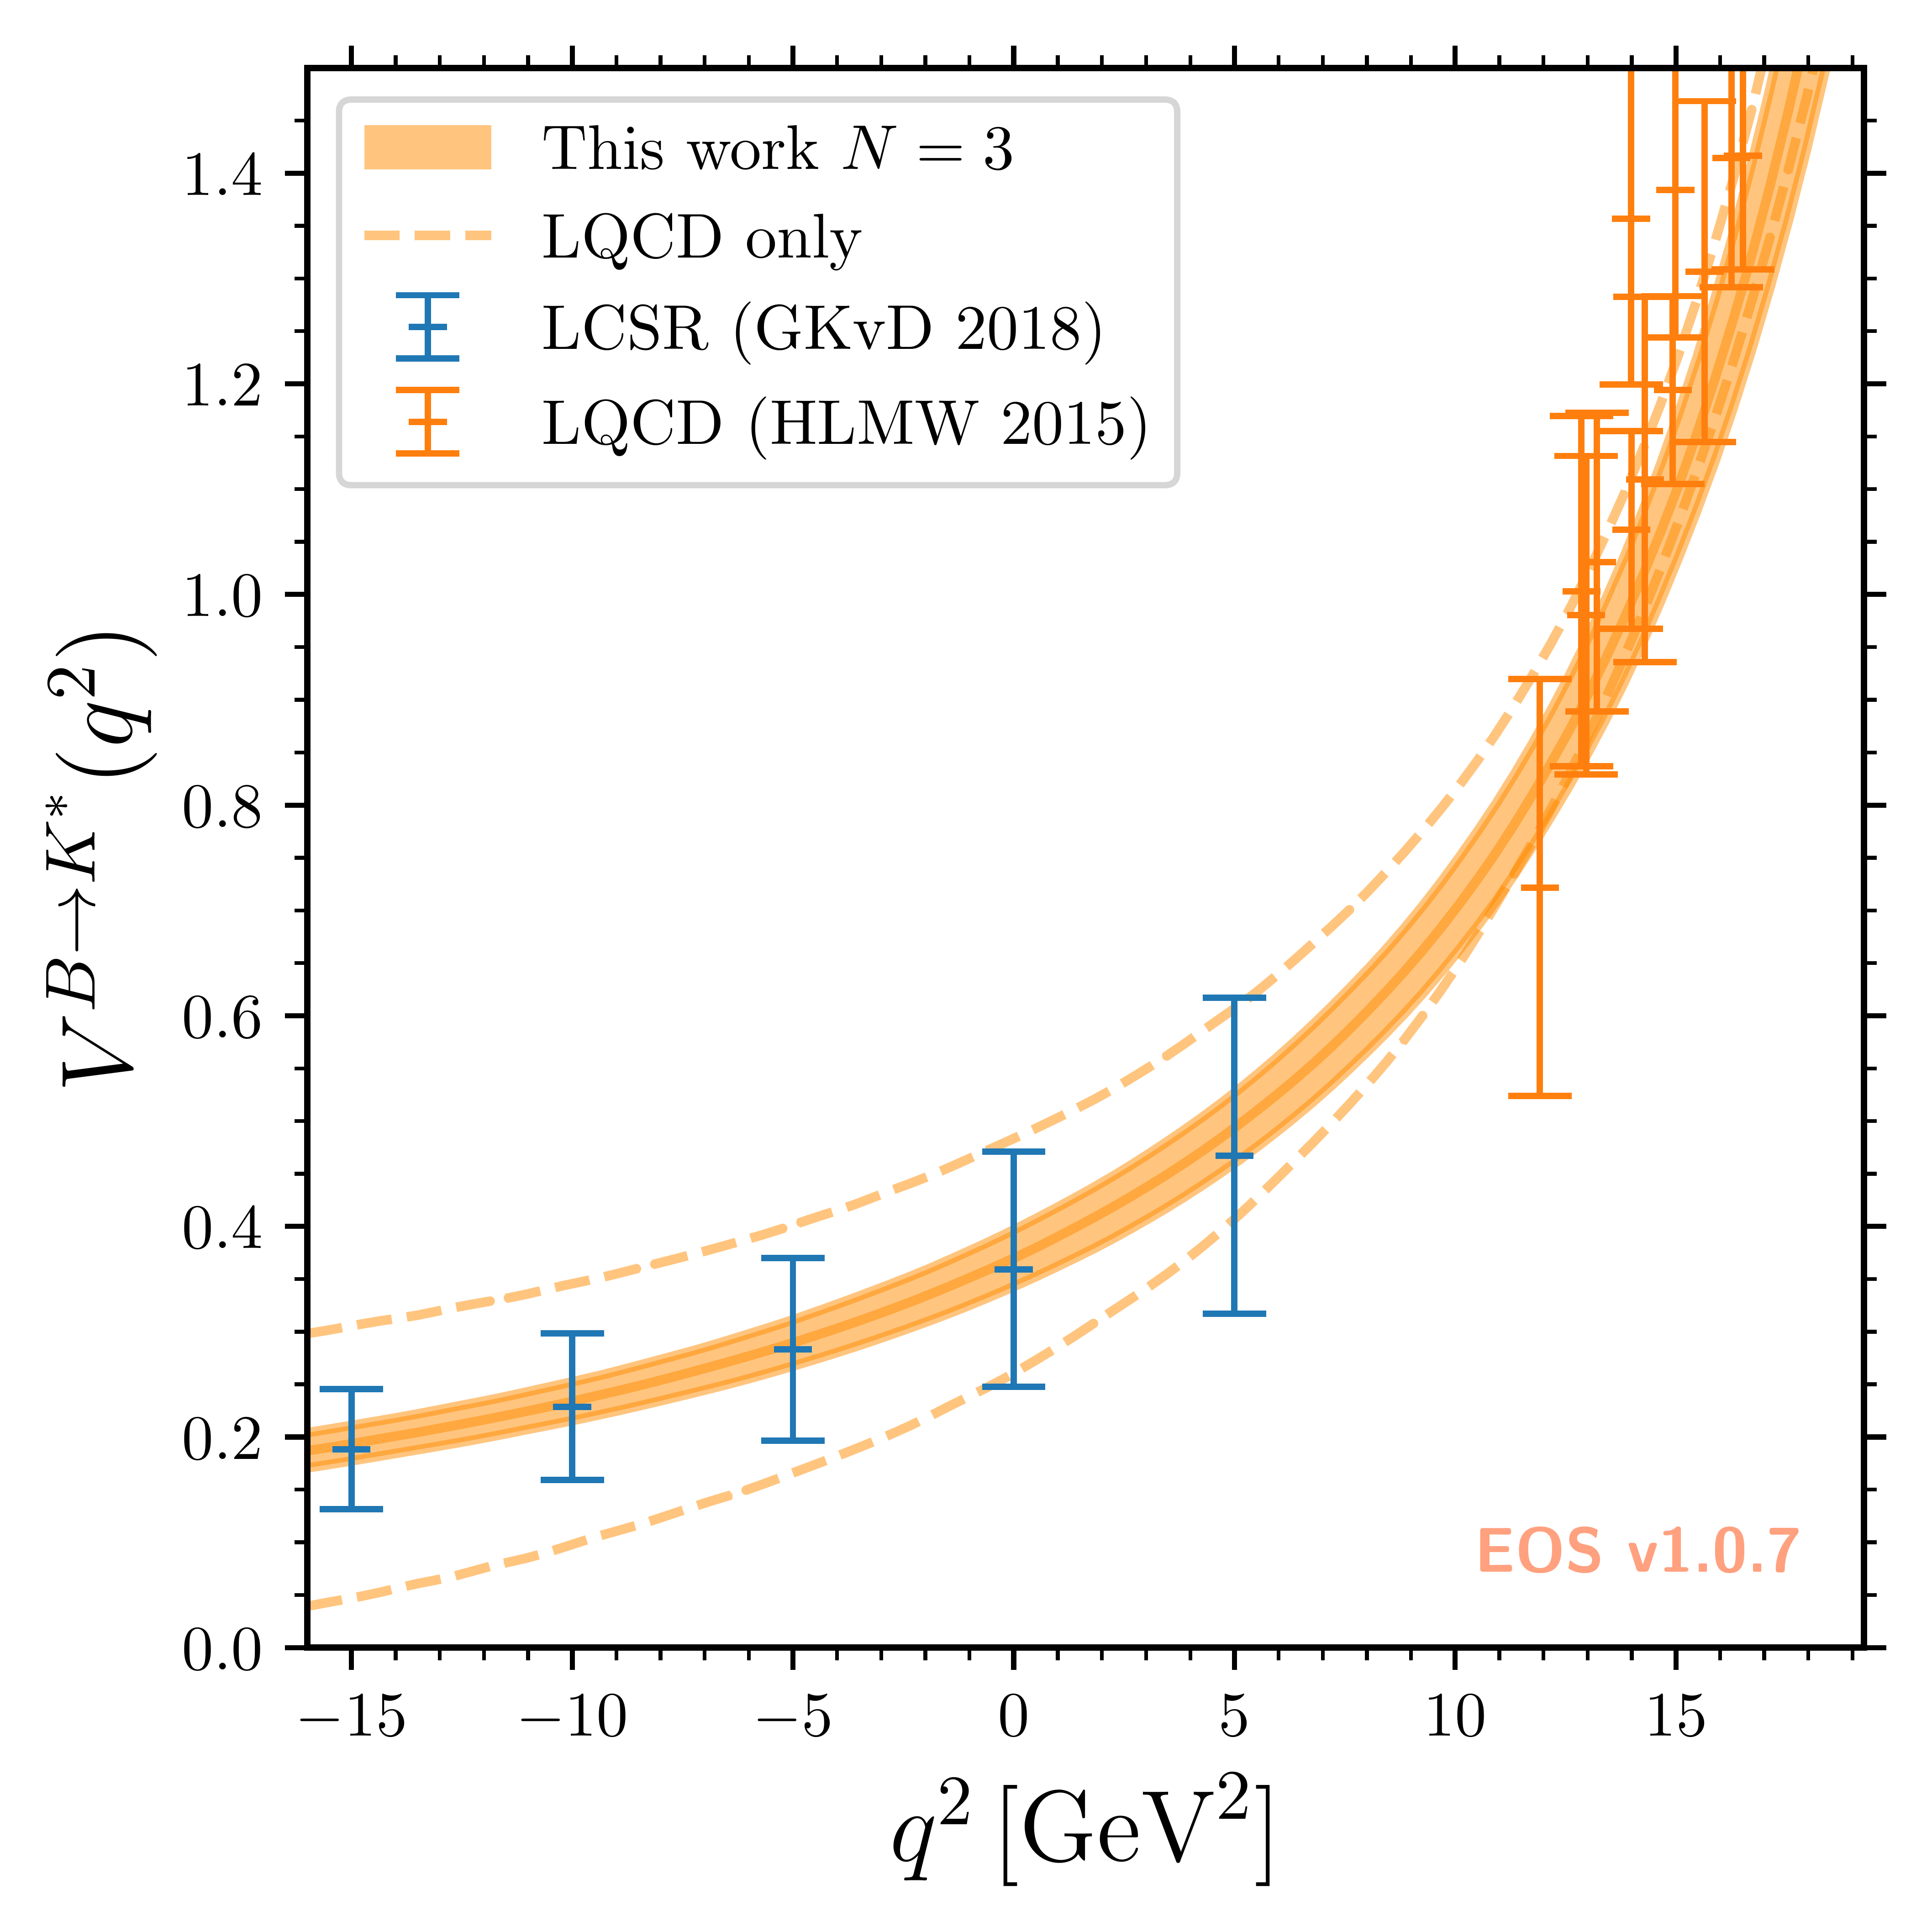 This work N = 3
LQCD only
LCSR (GKvD 2018)
LQCD (HLMW 2015)
1.4
1.2
1.0
0.8
0.6
0.4
0.2
0.0
V^{B→K*}(q²)
EOS v1.0.7
−15 −10 −5 0 5 10 15
q² [GeV²]